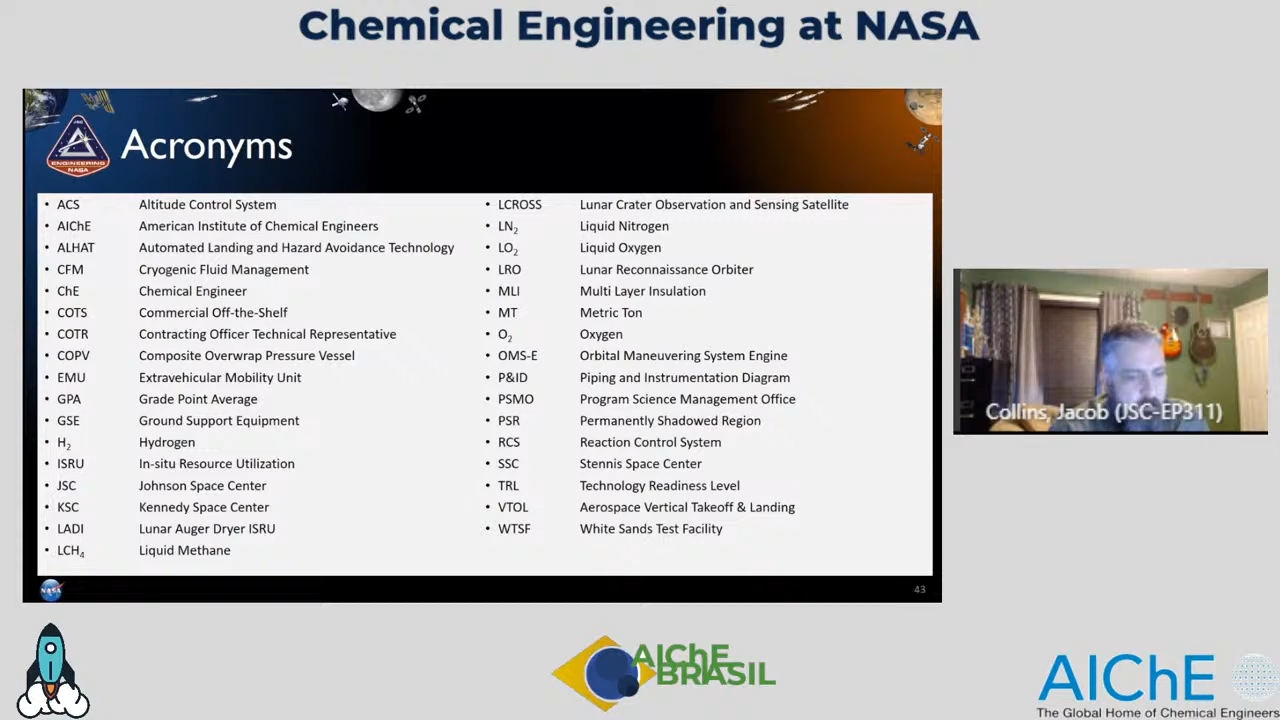 Chemical Engineering at NASA
Acronyms
ENGINEERING
NASA
• ACS Altitude Control System
• AIChE American Institute of Chemical Engineers
• ALHAT Automated Landing and Hazard Avoidance Technology
• CFM Cryogenic Fluid Management
• ChE Chemical Engineer
• COTS Commercial Off-the-Shelf
• COTR Contracting Officer Technical Representative
• COPV Composite Overwrap Pressure Vessel
• EMU Extravehicular Mobility Unit
• GPA Grade Point Average
• GSE Ground Support Equipment
• H₂ Hydrogen
• ISRU In-situ Resource Utilization
• JSC Johnson Space Center
• KSC Kennedy Space Center
• LADI Lunar Auger Dryer ISRU
• LCH₄ Liquid Methane
• LCROSS Lunar Crater Observation and Sensing Satellite
• LN₂ Liquid Nitrogen
• LO₂ Liquid Oxygen
• LRO Lunar Reconnaissance Orbiter
• MLI Multi Layer Insulation
• MT Metric Ton
• O₂ Oxygen
• OMS-E Orbital Maneuvering System Engine
• P&ID Piping and Instrumentation Diagram
• PSMO Program Science Management Office
• PSR Permanently Shadowed Region
• RCS Reaction Control System
• SSC Stennis Space Center
• TRL Technology Readiness Level
• VTOL Aerospace Vertical Takeoff & Landing
• WTSF White Sands Test Facility
NASA
43
Collins, Jacob (JSC-EP311)
AIChE
BRASIL
AIChE
The Global Home of Chemical Engineers